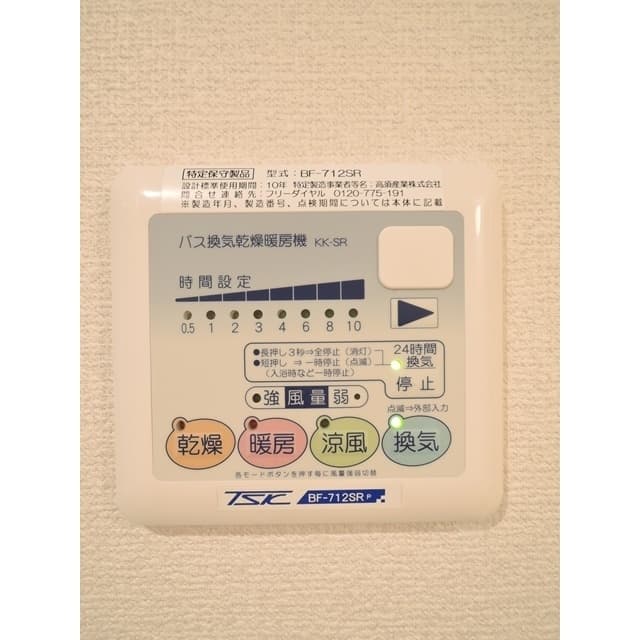 特定保守製品 型式：BF-712SR
設計標準使用期間：10年 特定製造事業者等名：高須産業株式会社
問合せ連絡先：フリーダイヤル 0120-775-191
※製造年月、製造番号、点検期間については本体に記載
バス換気乾燥暖房機 KK-SR
時間設定
0.5 1 2 3 4 6 8 10
●長押し3秒⇒全停止（消灯）
●短押し ⇒一時停止（点滅）
（入浴時など一時停止）
24時間
換気
停止
強 風量 弱
点滅⇒外部入力
乾燥 暖房 涼風 換気
各モードボタンを押す毎に風量強弱切替
TSK BF-712SR P